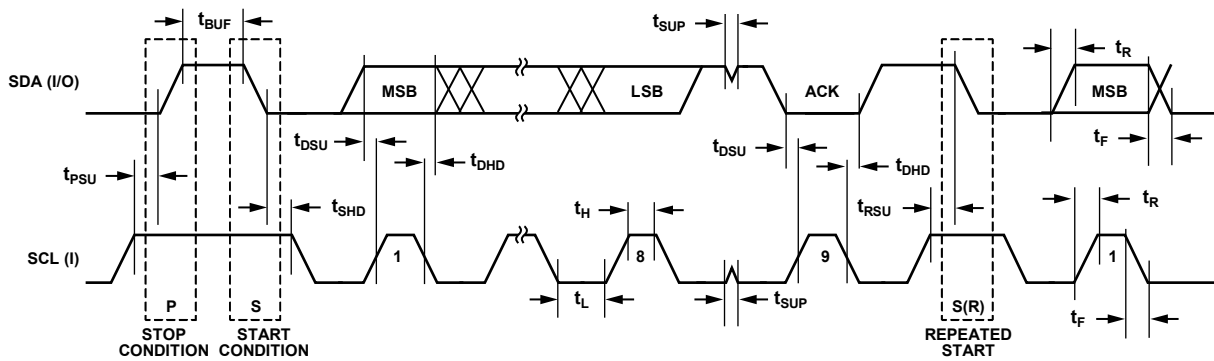 tBUF
tSUP
tR
SDA (I/O)
MSB
LSB
ACK
MSB
tDSU
tDHD
tDSU
tDHD
tF
tPSU
tSHD
tH
tRSU
tR
SCL (I)
1
8
9
1
P
S
tL
tSUP
S(R)
tF
STOP
CONDITION
START
CONDITION
REPEATED
START